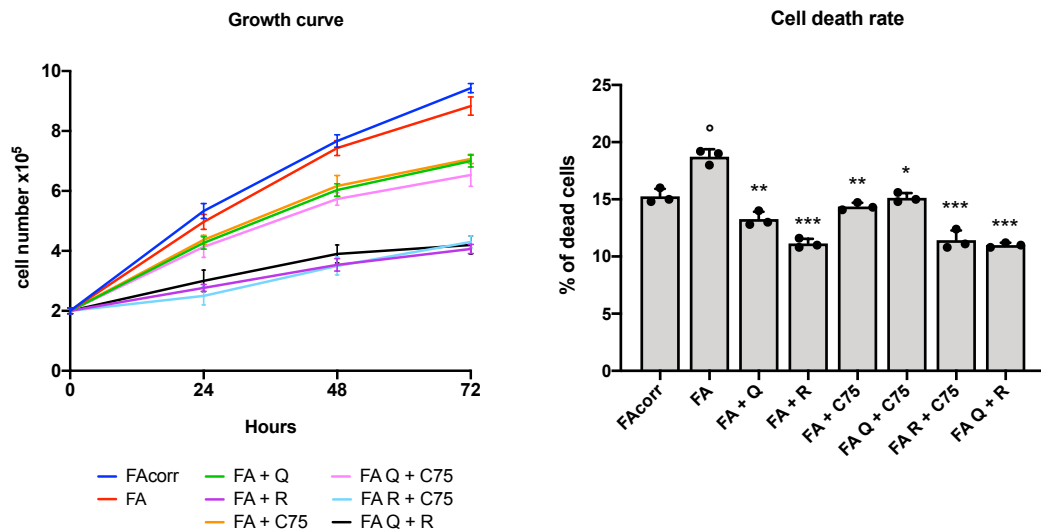 Growth curve
cell number x10⁵
10
8
6
4
2
0
0 24 48 72
Hours
FAcorr
FA
FA + Q
FA + R
FA + C75
FA Q + C75
FA R + C75
FA Q + R
Cell death rate
% of dead cells
25
20
15
10
5
0
°
**
***
**
*
***
***
FAcorr
FA
FA + Q
FA + R
FA + C75
FA Q + C75
FA R + C75
FA Q + R